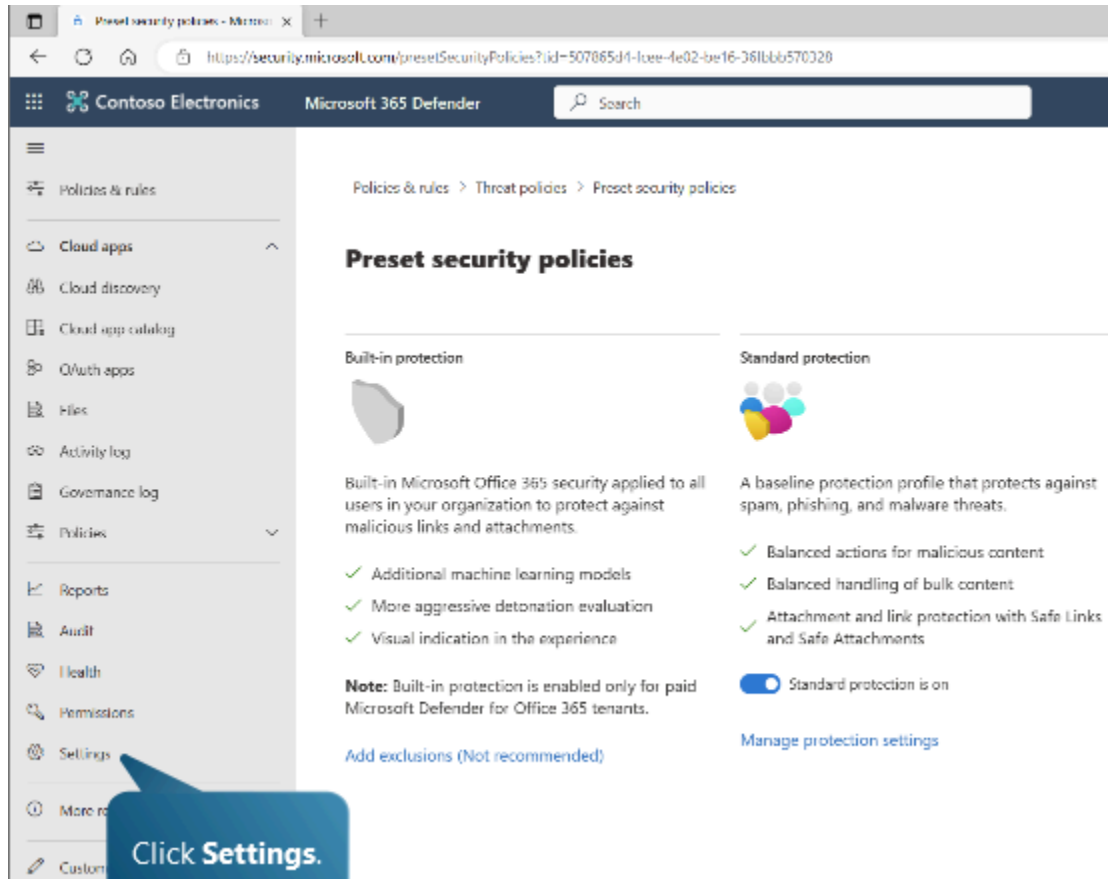 Preset security policies - Microso
https://security.microsoft.com/presetSecurityPolicies?tid=
Contoso Electronics
Microsoft 365 Defender
Search
Policies & rules
Cloud apps
Cloud discovery
Cloud app catalog
OAuth apps
Files
Activity log
Governance log
Policies
Reports
Audit
Health
Permissions
Settings
More re
Custom
Click Settings.
Policies & rules > Threat policies > Preset security policies
Preset security policies
Built-in protection
Built-in Microsoft Office 365 security applied to all
users in your organization to protect against
malicious links and attachments.
Additional machine learning models
More aggressive detonation evaluation
Visual indication in the experience
Note: Built-in protection is enabled only for paid
Microsoft Defender for Office 365 tenants.
Add exclusions (Not recommended)
Standard protection
A baseline protection profile that protects against
spam, phishing, and malware threats.
Balanced actions for malicious content
Balanced handling of bulk content
Attachment and link protection with Safe Links
and Safe Attachments
Standard protection is on
Manage protection settings